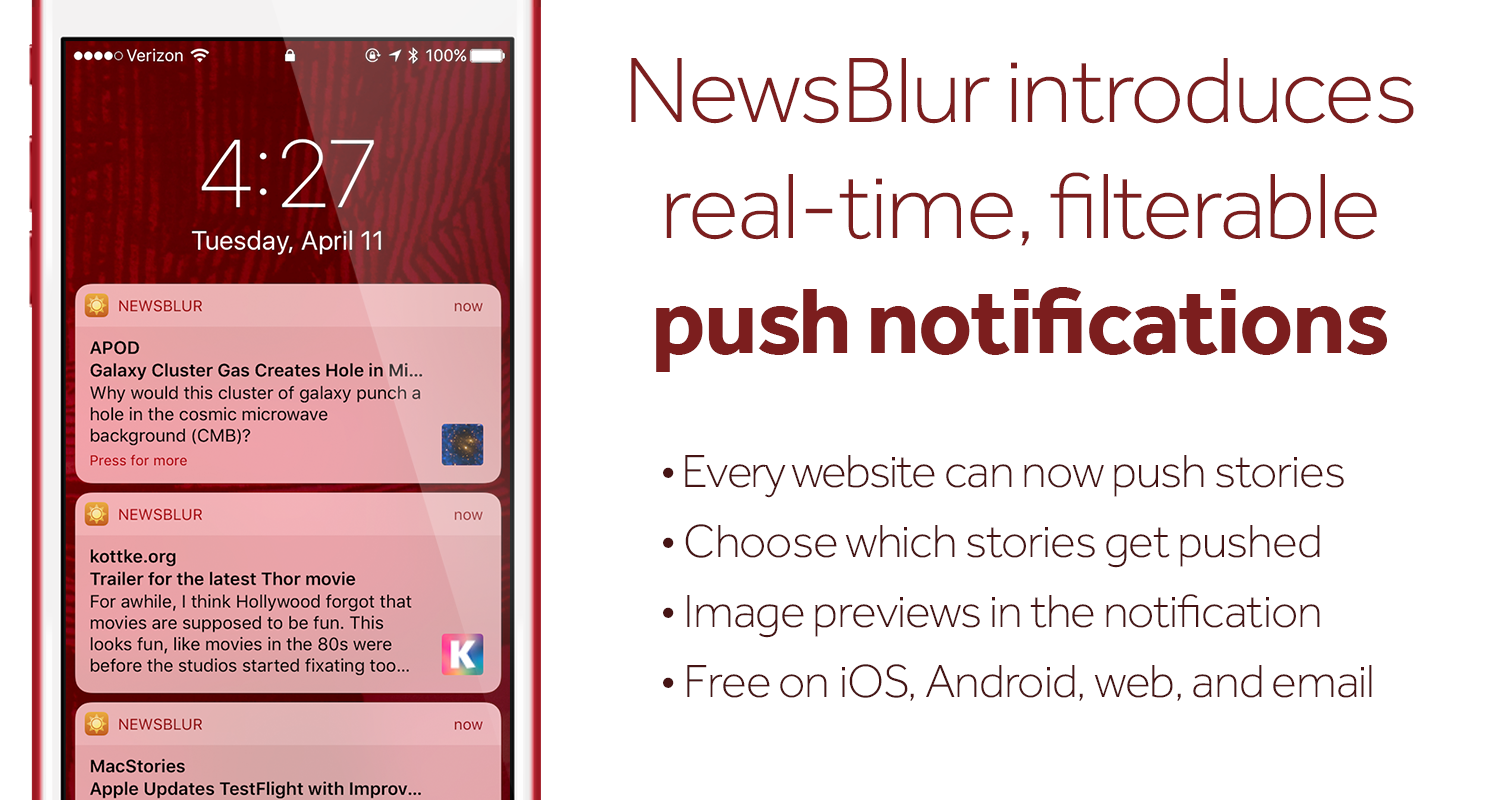 Verizon 100%
4:27
Tuesday, April 11
NEWSBLUR now
APOD
Galaxy Cluster Gas Creates Hole in Mi...
Why would this cluster of galaxy punch a
hole in the cosmic microwave
background (CMB)?
Press for more
NEWSBLUR now
kottke.org
Trailer for the latest Thor movie
For awhile, I think Hollywood forgot that
movies are supposed to be fun. This
looks fun, like movies in the 80s were
before the studios started fixating too...
K
NEWSBLUR now
MacStories
Apple Updates TestFlight with Improv...
NewsBlur introduces
real-time, filterable
push notifications
• Every website can now push stories
• Choose which stories get pushed
• Image previews in the notification
• Free on iOS, Android, web, and email